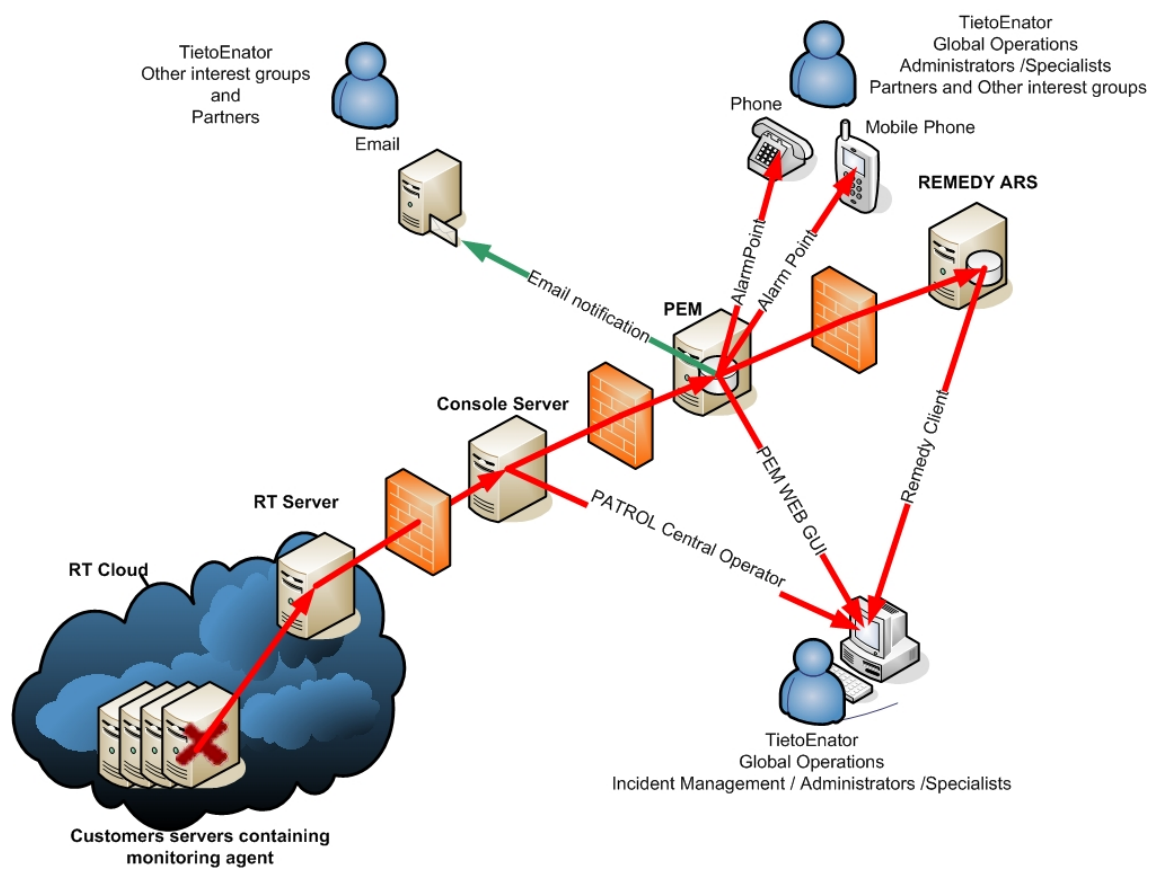 TietoEnator
Other interest groups
and
Partners
Email
TietoEnator
Global Operations
Administrators /Specialists
Partners and Other interest groups
Phone
Mobile Phone
REMEDY ARS
AlarmPoint
Alarm Point
Email notification
PEM
Console Server
Remedy Client
PEM WEB GUI
PATROL Central Operator
RT Server
RT Cloud
TietoEnator
Global Operations
Incident Management / Administrators /Specialists
Customers servers containing
monitoring agent